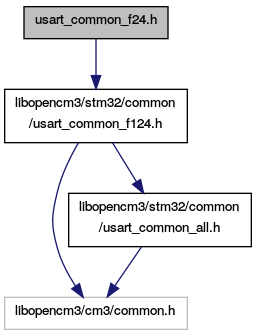 usart_common_f24.h
libopencm3/stm32/common
/usart_common_f124.h
libopencm3/stm32/common
/usart_common_all.h
libopencm3/cm3/common.h